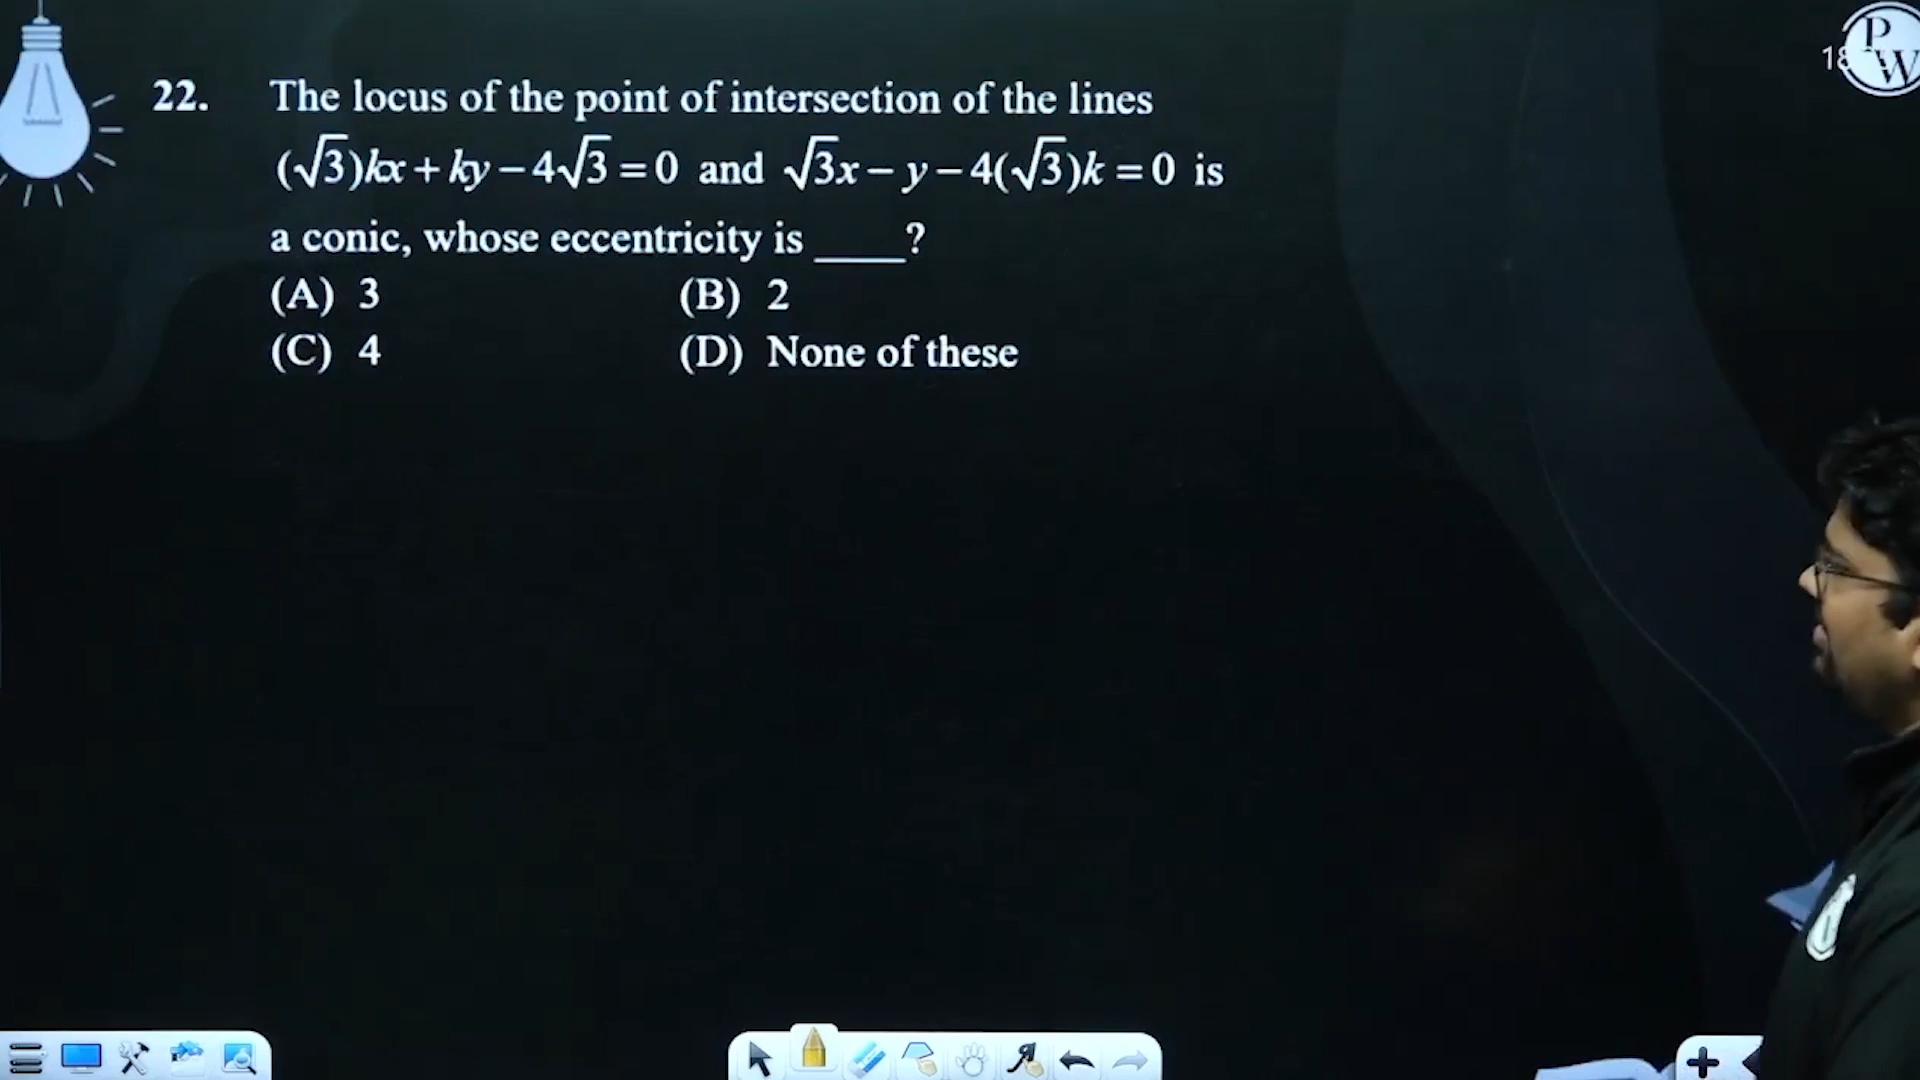 22. The locus of the point of intersection of the lines
(√3)kx + ky − 4√3 = 0 and √3x − y − 4(√3)k = 0 is
a conic, whose eccentricity is ____?
(A) 3 (B) 2
(C) 4 (D) None of these
PW